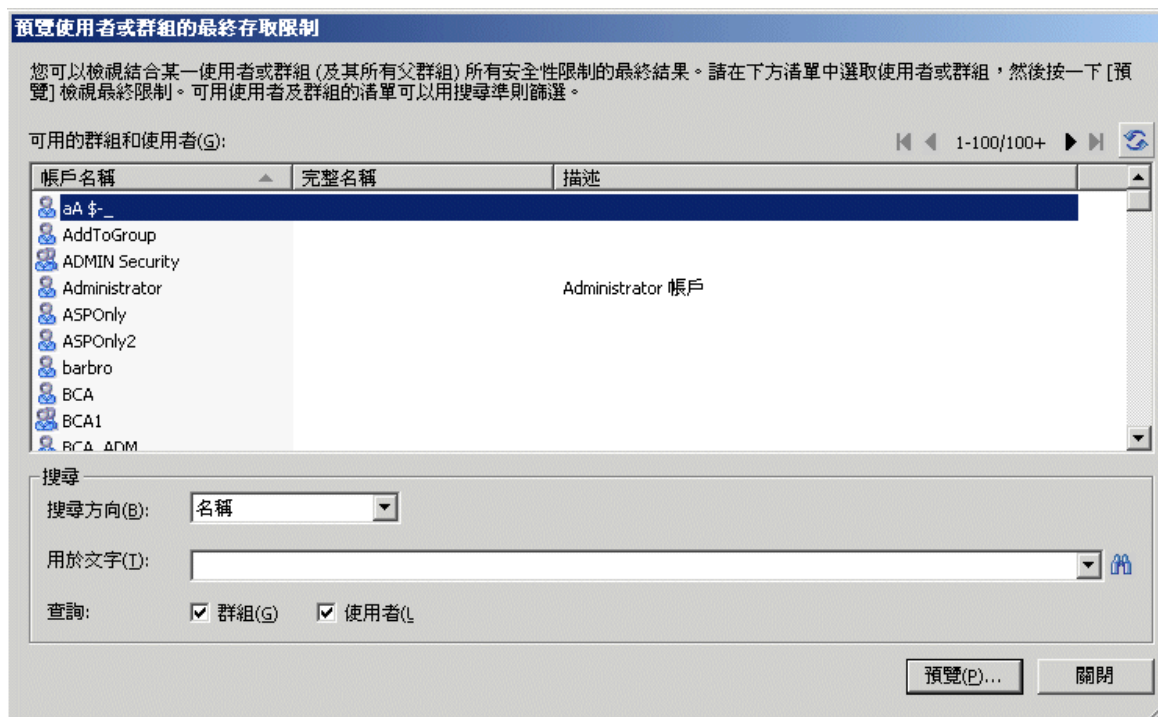 預覽使用者或群組的最終存取限制
您可以檢視結合某一使用者或群組 (及其所有父群組) 所有安全性限制的最終結果。請在下方清單中選取使用者或群組，然後按一下 [預
覽] 檢視最終限制。可用使用者及群組的清單可以用搜尋準則篩選。
可用的群組和使用者(G): 1-100/100+
帳戶名稱 完整名稱 描述
aA $-_
AddToGroup
ADMIN Security
Administrator Administrator 帳戶
ASPOnly
ASPOnly2
barbro
BCA
BCA1
BCA_ADM
搜尋
搜尋方向(B): 名稱
用於文字(T):
查詢: 群組(G) 使用者(L
預覽(P)... 關閉